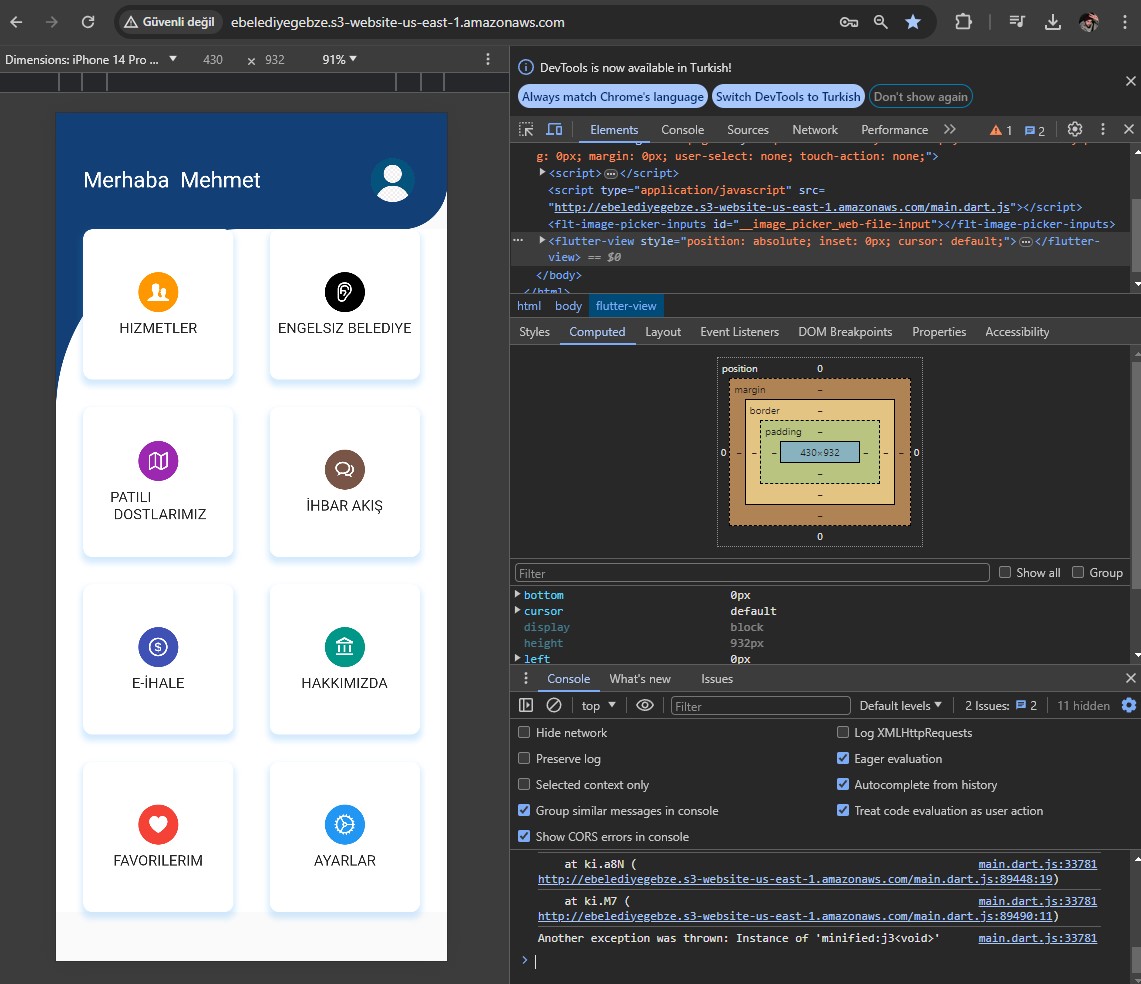 Güvenli değil
ebelediyegebze.s3-website-us-east-1.amazonaws.com
Dimensions: iPhone 14 Pro ...
430 × 932
91%
Merhaba Mehmet
HIZMETLER
ENGELSIZ BELEDIYE
PATILI
DOSTLARIMIZ
İHBAR AKIŞ
E-İHALE
HAKKIMIZDA
FAVORILERIM
AYARLAR
DevTools is now available in Turkish!
Always match Chrome's language
Switch DevTools to Turkish
Don't show again
Elements
Console
Sources
Network
Performance
1
2
g: 0px; margin: 0px; user-select: none; touch-action: none;">
<script>…</script>
<script type="application/javascript" src=
"http://ebelediyegebze.s3-website-us-east-1.amazonaws.com/main.dart.js"></script>
<flt-image-picker-inputs id="__image_picker_web-file-input"></flt-image-picker-inputs>
<flutter-view style="position: absolute; inset: 0px; cursor: default;">…</flutter-
view> == $0
</body>
</html>
html
body
flutter-view
Styles
Computed
Layout
Event Listeners
DOM Breakpoints
Properties
Accessibility
position 0
margin –
border –
padding –
0 – – – 430×932 – – – 0
–
–
–
0
Filter
Show all
Group
bottom 0px
cursor default
display block
height 932px
left 0px
Console
What's new
Issues
top
Filter
Default levels
2 Issues: 2
11 hidden
Hide network
Log XMLHttpRequests
Preserve log
Eager evaluation
Selected context only
Autocomplete from history
Group similar messages in console
Treat code evaluation as user action
Show CORS errors in console
at ki.a8N ( main.dart.js:33781
http://ebelediyegebze.s3-website-us-east-1.amazonaws.com/main.dart.js:89448:19)
at ki.M7 ( main.dart.js:33781
http://ebelediyegebze.s3-website-us-east-1.amazonaws.com/main.dart.js:89490:11)
Another exception was thrown: Instance of 'minified:j3<void>' main.dart.js:33781